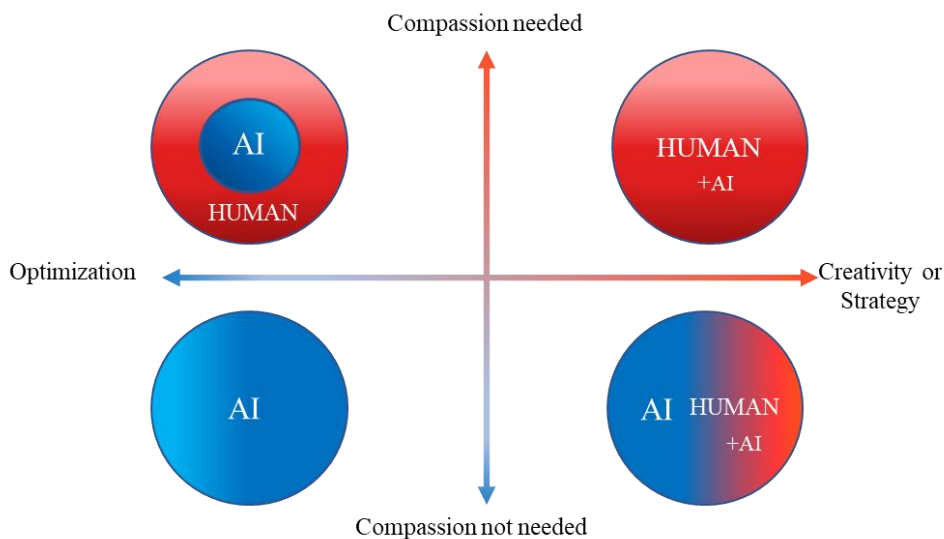 Compassion needed
AI
HUMAN
HUMAN
+AI
Optimization
Creativity or
Strategy
AI
AI HUMAN
+AI
Compassion not needed